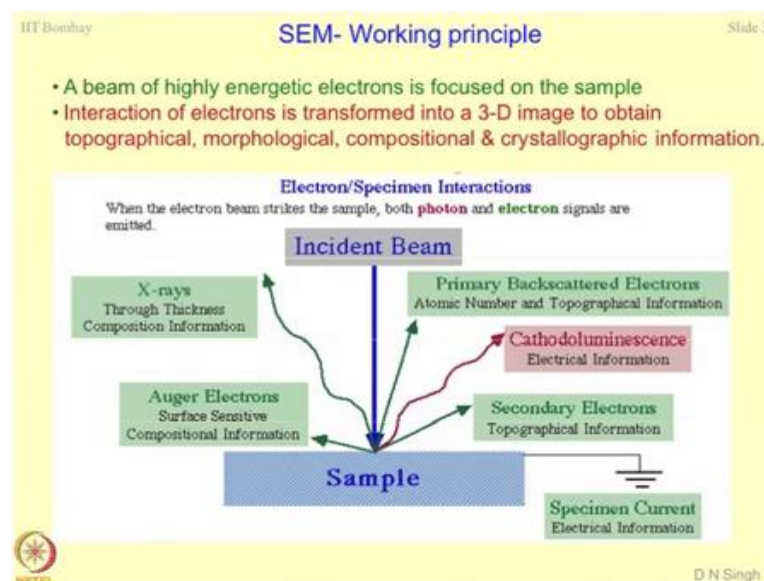 IIT Bombay
SEM- Working principle
Slide
• A beam of highly energetic electrons is focused on the sample
• Interaction of electrons is transformed into a 3-D image to obtain
topographical, morphological, compositional & crystallographic information.
Electron/Specimen Interactions
When the electron beam strikes the sample, both photon and electron signals are
emitted.
Incident Beam
X-rays
Through Thickness
Composition Information
Primary Backscattered Electrons
Atomic Number and Topographical Information
Cathodoluminescence
Electrical Information
Auger Electrons
Surface Sensitive
Compositional Information
Secondary Electrons
Topographical Information
Sample
Specimen Current
Electrical Information
NPTEL
D N Singh